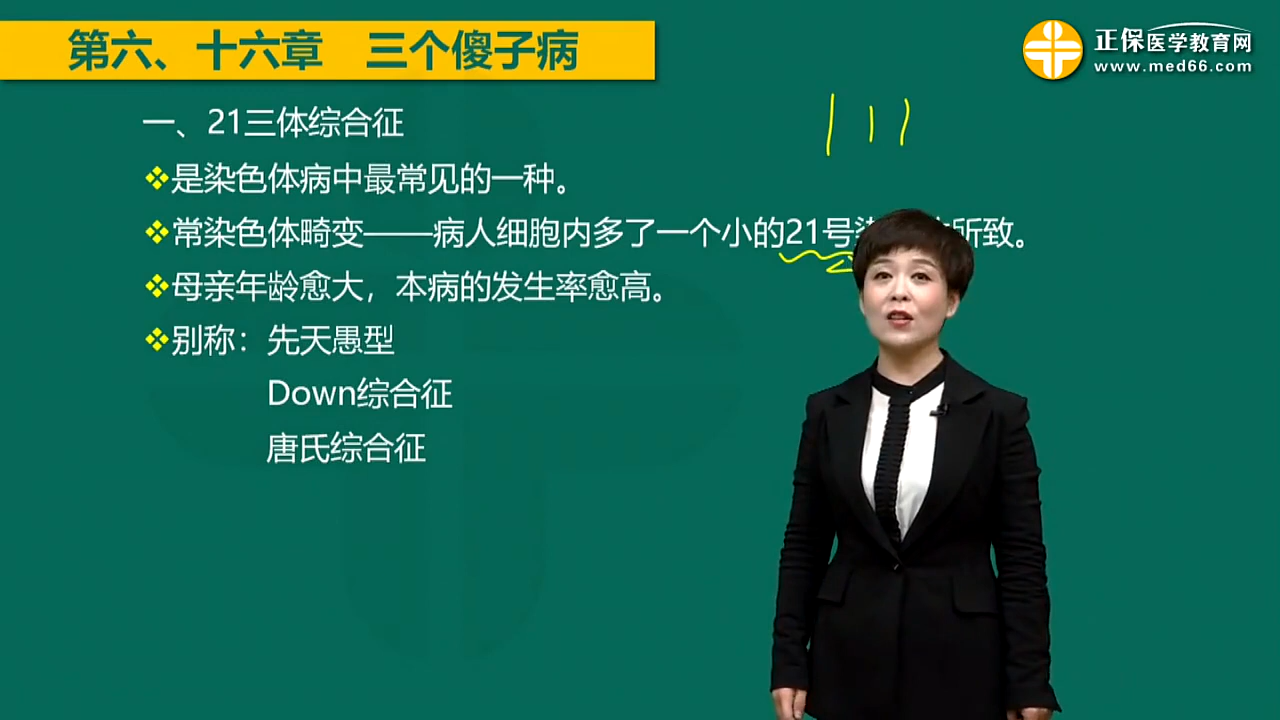 第六、十六章 三个傻子病
正保医学教育网
www.med66.com
一、21三体综合征
是染色体病中最常见的一种。
常染色体畸变——病人细胞内多了一个小的21号 所致。
母亲年龄愈大，本病的发生率愈高。
别称：先天愚型
Down综合征
唐氏综合征